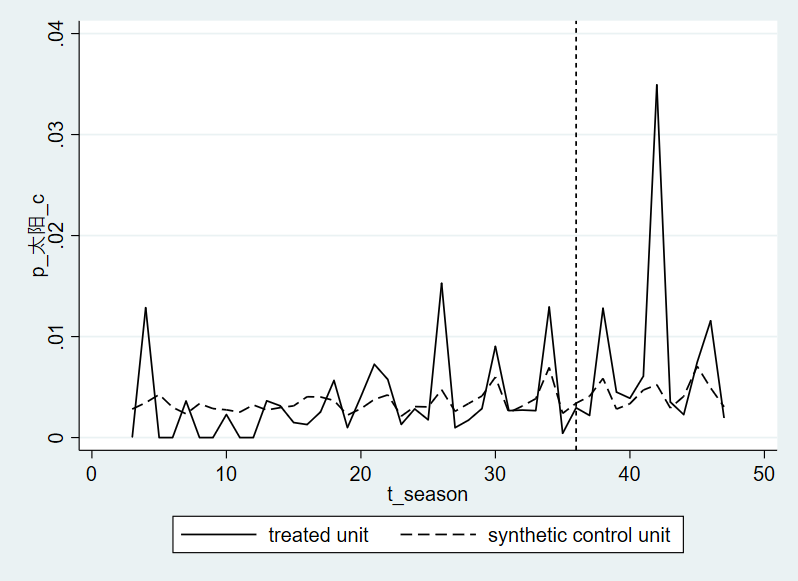 .04
.03
.02
.01
0
p_太阳_c
0 10 20 30 40 50
t_season
treated unit synthetic control unit